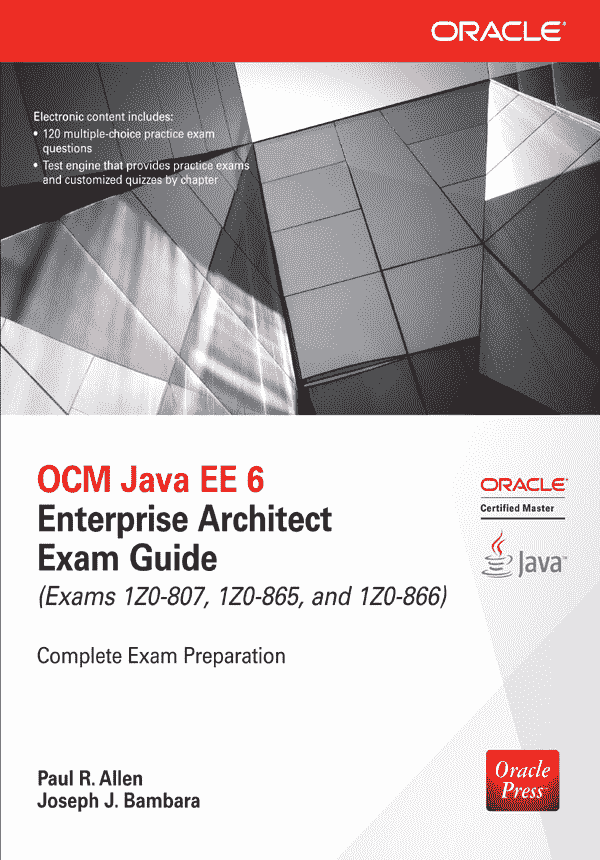 ORACLE®
Electronic content includes:
• 120 multiple-choice practice exam
questions
• Test engine that provides practice exams
and customized quizzes by chapter
OCM Java EE 6
Enterprise Architect
Exam Guide
(Exams 1Z0-807, 1Z0-865, and 1Z0-866)
Complete Exam Preparation
ORACLE®
Certified Master
Java™
Paul R. Allen
Joseph J. Bambara
Oracle
Press™